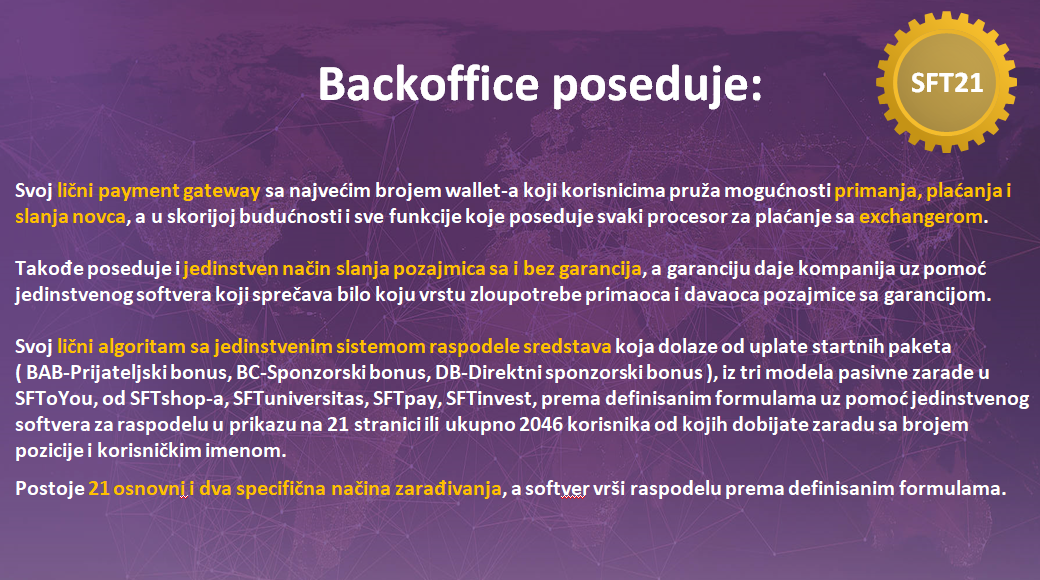 SFT21
Backoffice poseduje:
Svoj lični payment gateway sa najvećim brojem wallet-a koji korisnicima pruža mogućnosti primanja, plaćanja i
slanja novca, a u skorijoj budućnosti i sve funkcije koje poseduje svaki procesor za plaćanje sa exchangerom.
Takođe poseduje i jedinstven način slanja pozajmica sa i bez garancija, a garanciju daje kompanija uz pomoć
jedinstvenog softvera koji sprečava bilo koju vrstu zloupotrebe primaoca i davaoca pozajmice sa garancijom.
Svoj lični algoritam sa jedinstvenim sistemom raspodele sredstava koja dolaze od uplate startnih paketa
( BAB-Prijateljski bonus, BC-Sponzorski bonus, DB-Direktni sponzorski bonus ), iz tri modela pasivne zarade u
SFToYou, od SFTshop-a, SFTuniversitas, SFTpay, SFTinvest, prema definisanim formulama uz pomoć jedinstvenog
softvera za raspodelu u prikazu na 21 stranici ili ukupno 2046 korisnika od kojih dobijate zaradu sa brojem
pozicije i korisničkim imenom.
Postoje 21 osnovni i dva specifična načina zarađivanja, a softver vrši raspodelu prema definisanim formulama.